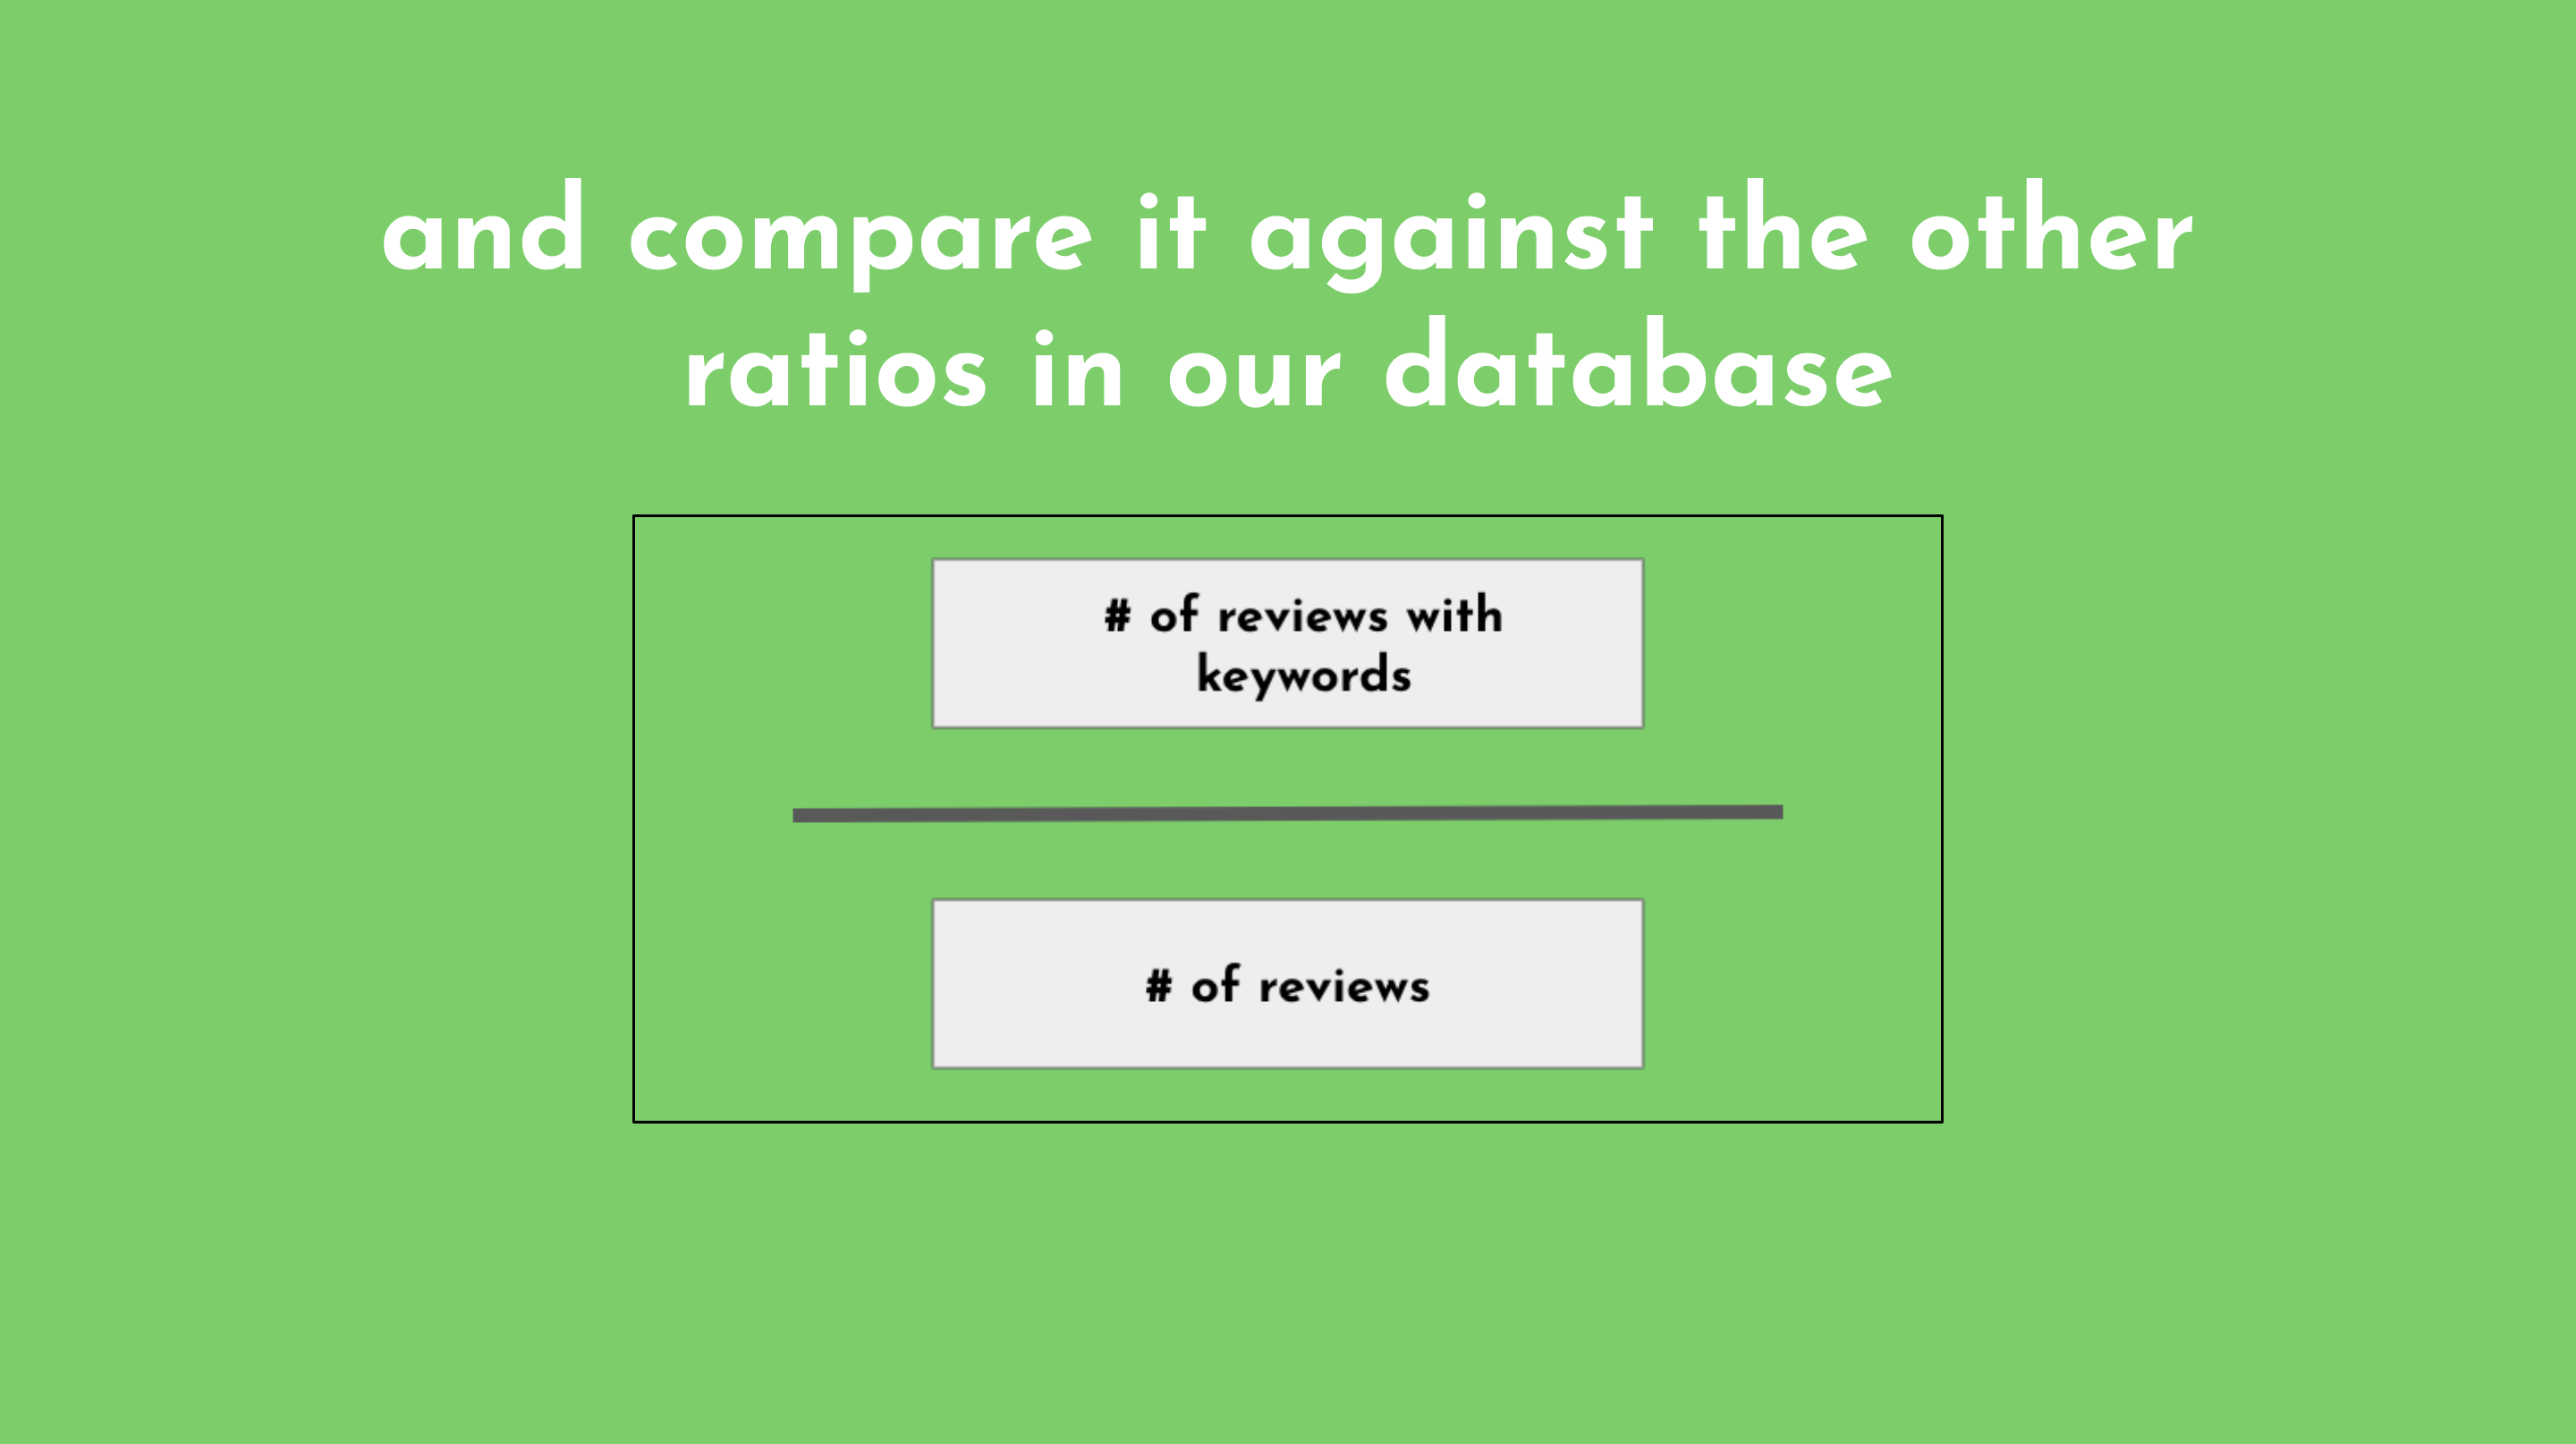 and compare it against the other
ratios in our database
# of reviews with
keywords
# of reviews